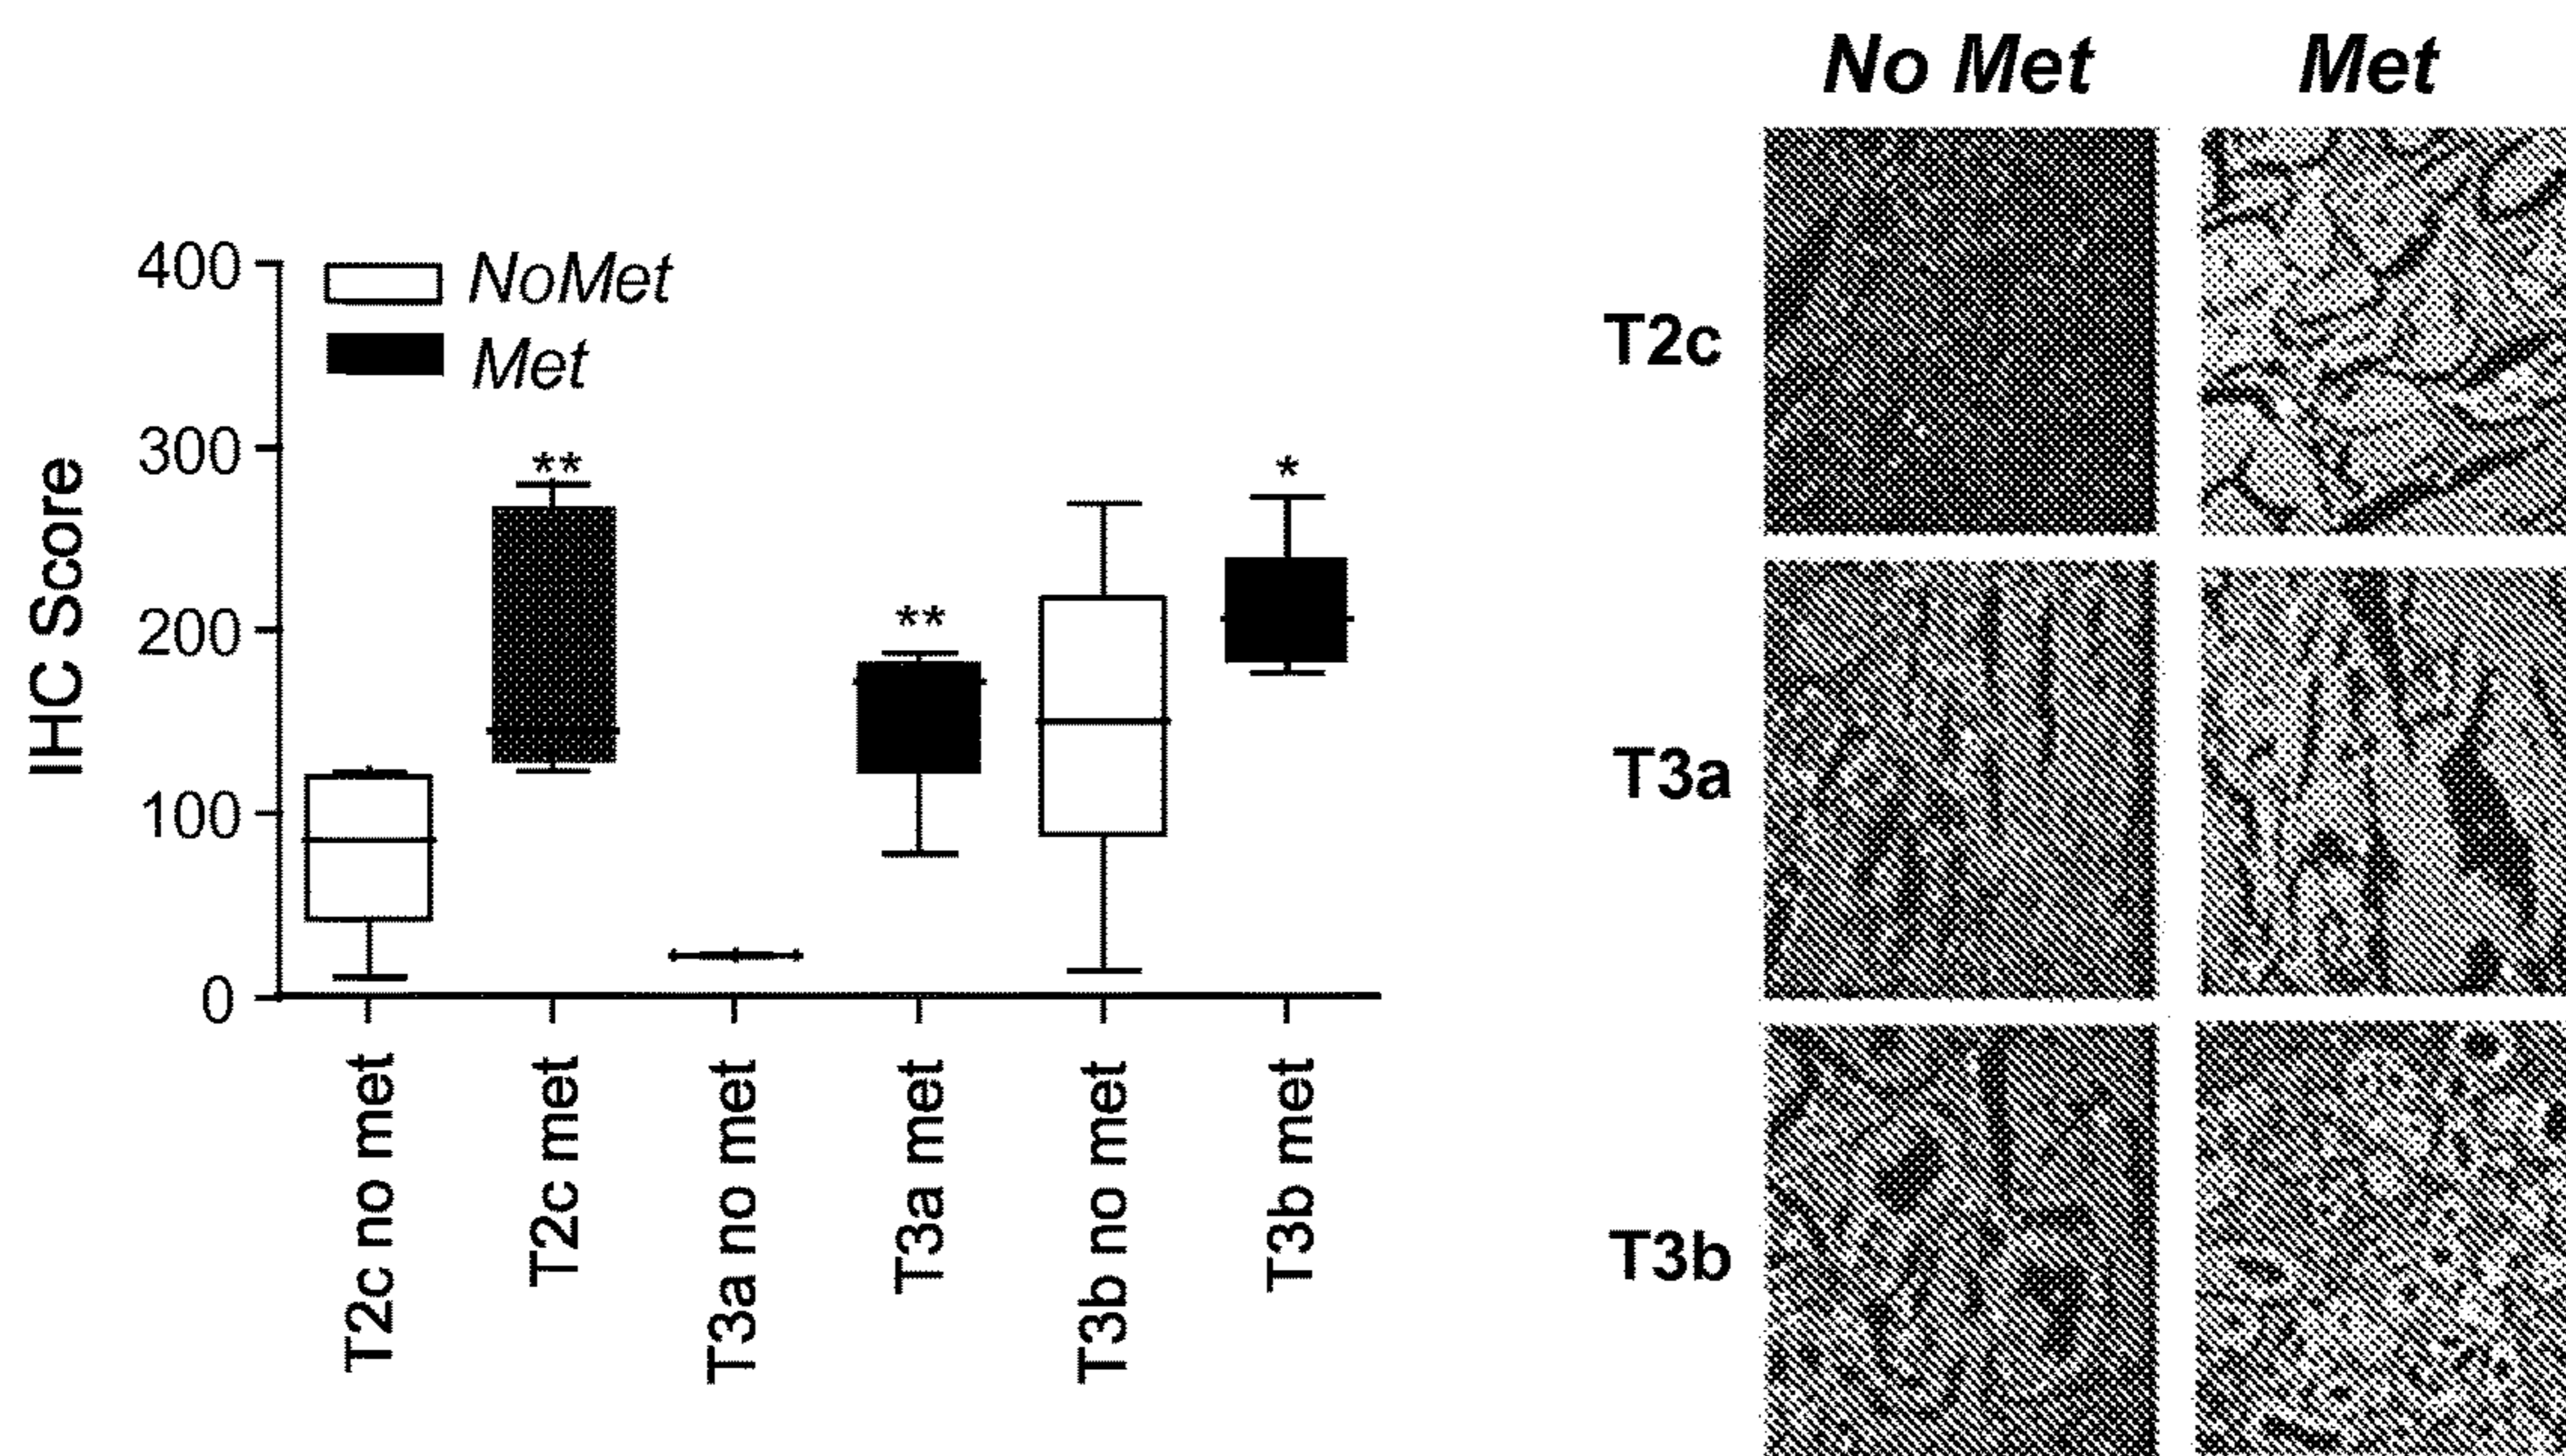 No Met
Met
400
300
200
100
0
IHC Score
NoMet
Met
**
**
*
T2c no met
T2c met
T3a no met
T3a met
T3b no met
T3b met
T2c
T3a
T3b